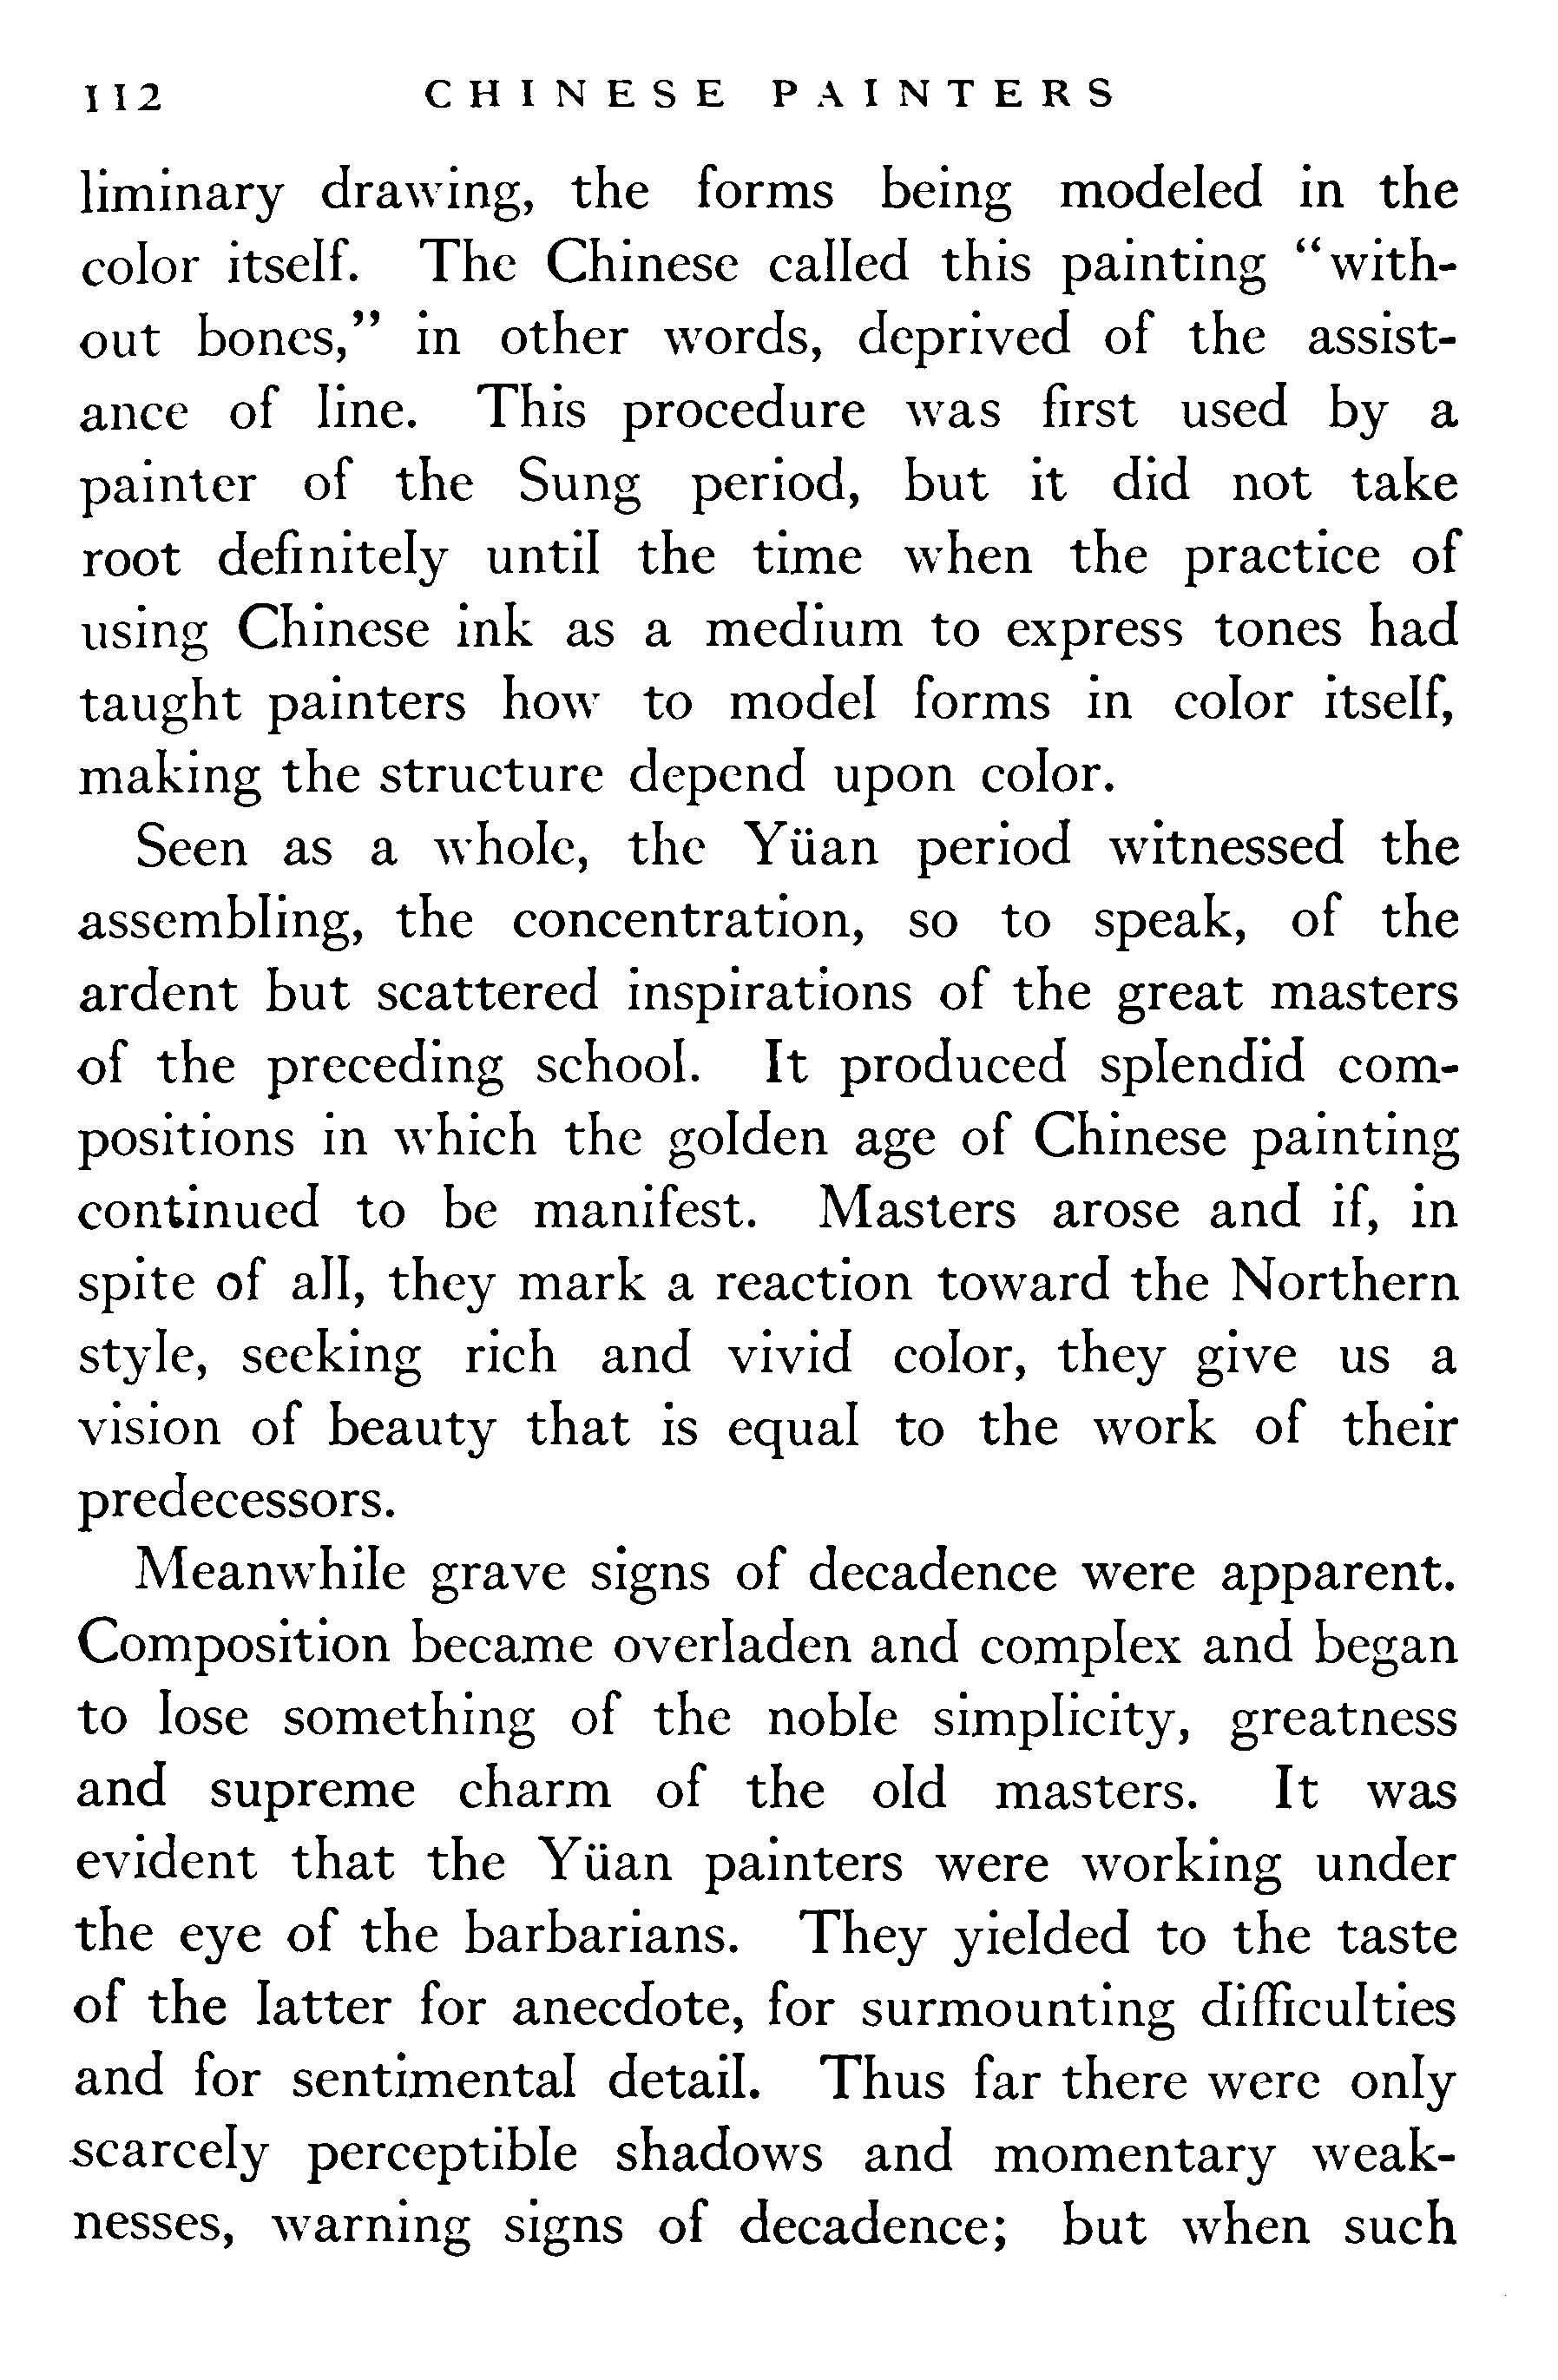 112 CHINESE PAINTERS
liminary drawing, the forms being modeled in the
color itself. The Chinese called this painting “with-
out bones,” in other words, deprived of the assist-
ance of line. This procedure was first used by a
painter of the Sung period, but it did not take
root definitely until the time when the practice of
using Chinese ink as a medium to express tones had
taught painters how to model forms in color itself,
making the structure depend upon color.
Seen as a whole, the Yüan period witnessed the
assembling, the concentration, so to speak, of the
ardent but scattered inspirations of the great masters
of the preceding school. It produced splendid com-
positions in which the golden age of Chinese painting
continued to be manifest. Masters arose and if, in
spite of all, they mark a reaction toward the Northern
style, seeking rich and vivid color, they give us a
vision of beauty that is equal to the work of their
predecessors.
Meanwhile grave signs of decadence were apparent.
Composition became overladen and complex and began
to lose something of the noble simplicity, greatness
and supreme charm of the old masters. It was
evident that the Yüan painters were working under
the eye of the barbarians. They yielded to the taste
of the latter for anecdote, for surmounting difficulties
and for sentimental detail. Thus far there were only
scarcely perceptible shadows and momentary weak-
nesses, warning signs of decadence; but when such